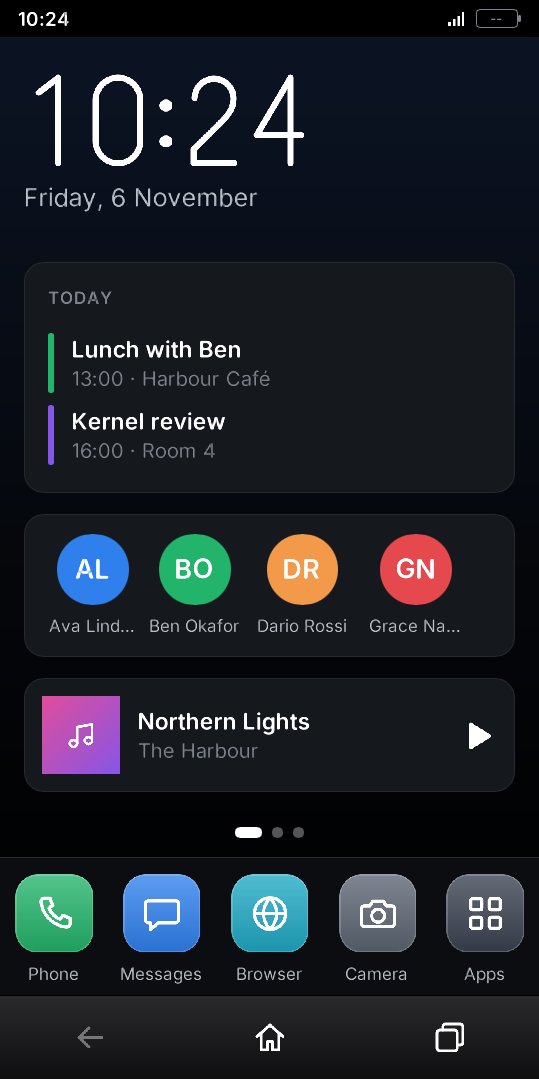 10:24
--
10:24
Friday, 6 November
TODAY
Lunch with Ben
13:00 · Harbour Café
Kernel review
16:00 · Room 4
AL BO DR GN
Ava Lind... Ben Okafor Dario Rossi Grace Na...
Northern Lights
The Harbour
Phone Messages Browser Camera Apps